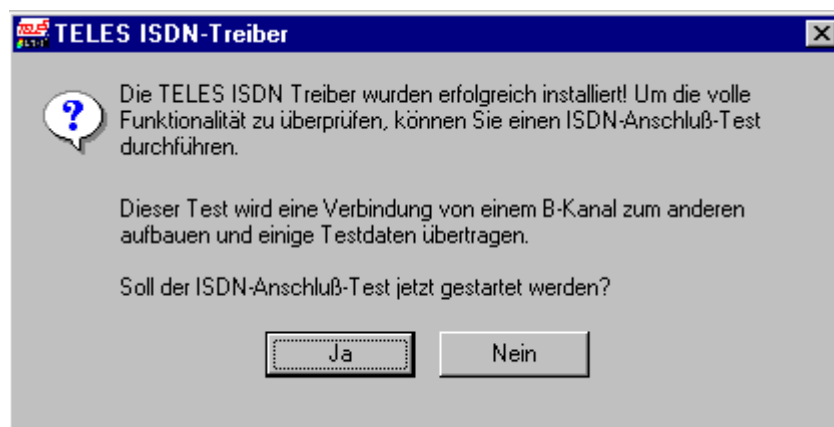 TELES ISDN-Treiber
Die TELES ISDN Treiber wurden erfolgreich installiert! Um die volle
Funktionalität zu überprüfen, können Sie einen ISDN-Anschluß-Test
durchführen.
Dieser Test wird eine Verbindung von einem B-Kanal zum anderen
aufbauen und einige Testdaten übertragen.
Soll der ISDN-Anschluß-Test jetzt gestartet werden?
Ja
Nein